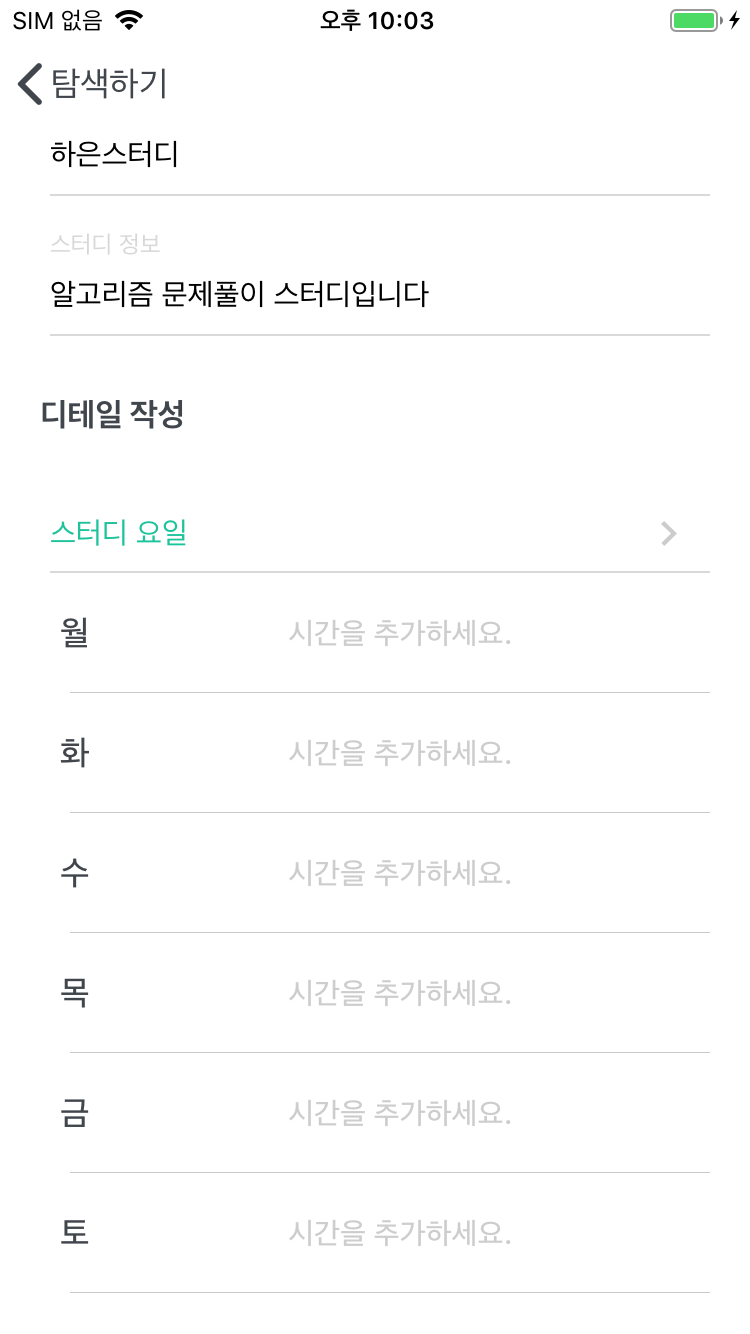 SIM 없음 오후 10:03
탐색하기
하은스터디
스터디 정보
알고리즘 문제풀이 스터디입니다
디테일 작성
스터디 요일
월 시간을 추가하세요.
화 시간을 추가하세요.
수 시간을 추가하세요.
목 시간을 추가하세요.
금 시간을 추가하세요.
토 시간을 추가하세요.